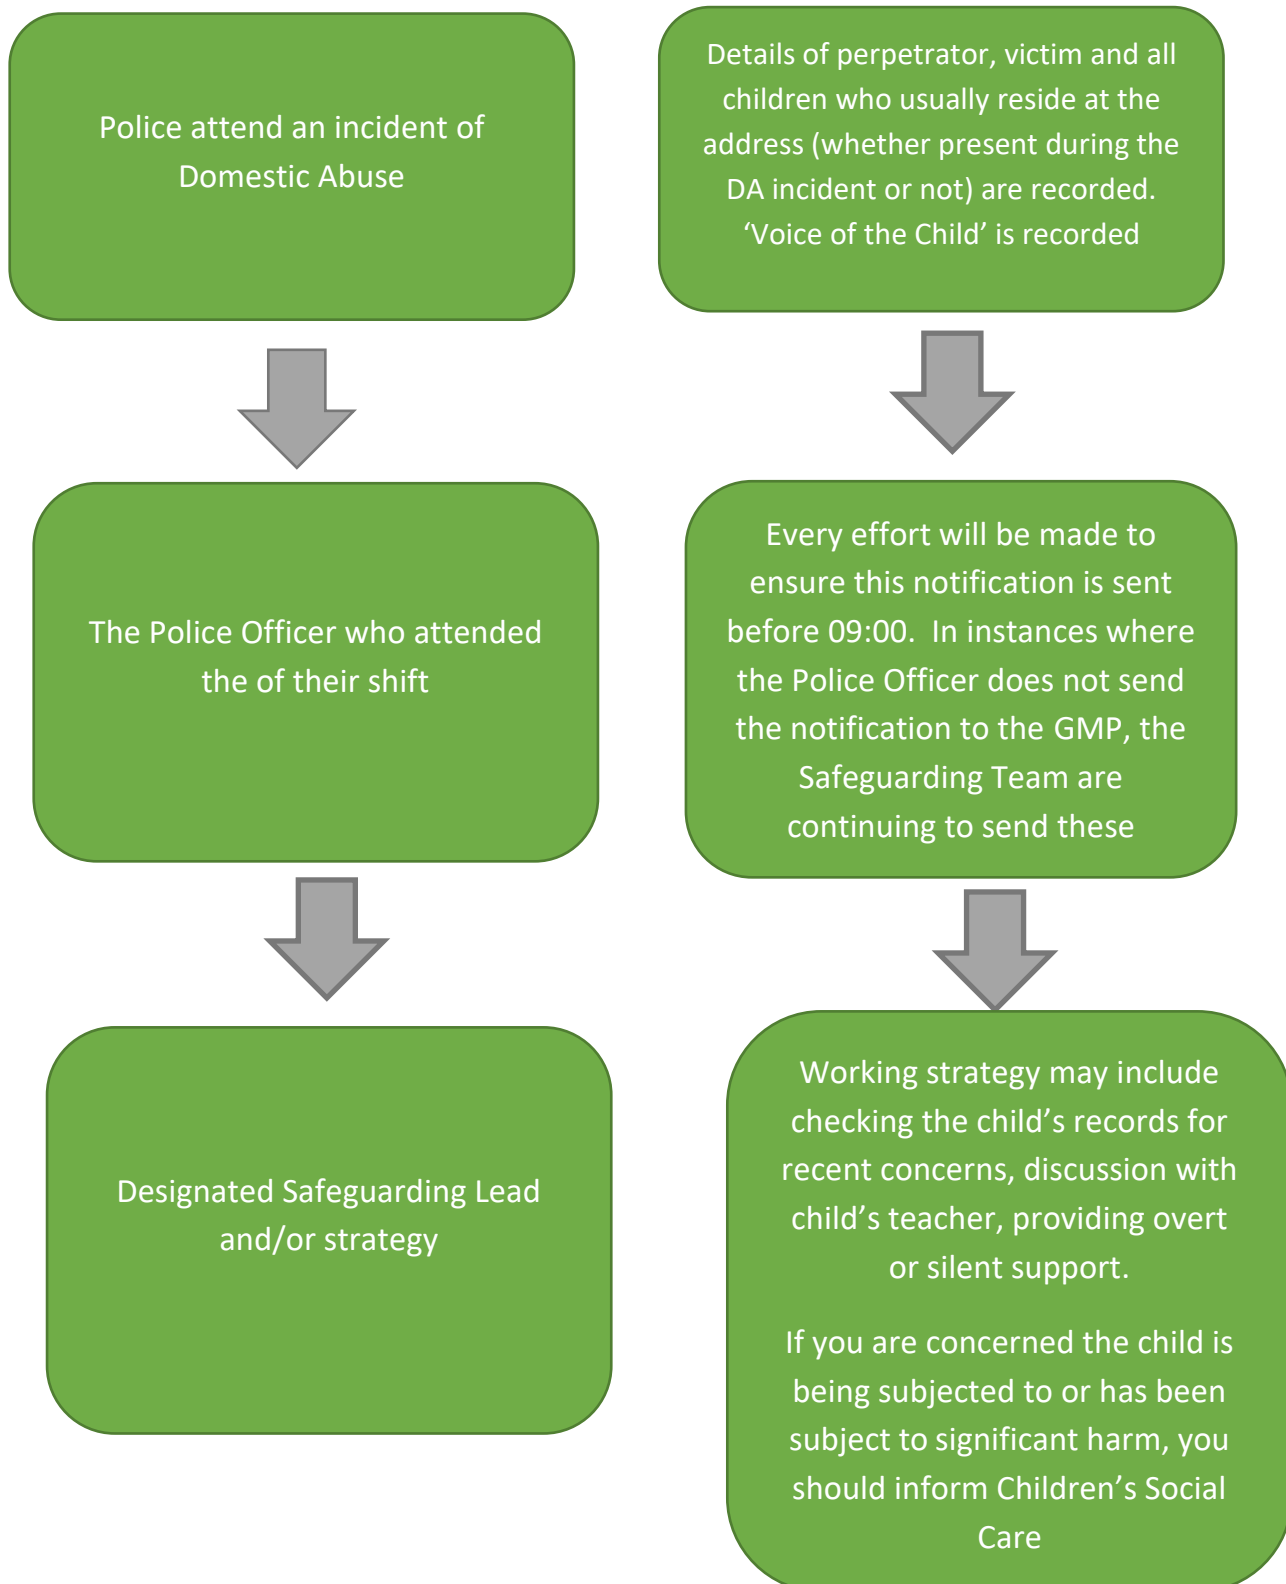 Police attend an incident of
Domestic Abuse
Details of perpetrator, victim and all
children who usually reside at the
address (whether present during the
DA incident or not) are recorded.
‘Voice of the Child’ is recorded
The Police Officer who attended
the of their shift
Every effort will be made to
ensure this notification is sent
before 09:00.  In instances where
the Police Officer does not send
the notification to the GMP, the
Safeguarding Team are
continuing to send these
Designated Safeguarding Lead
and/or strategy
Working strategy may include
checking the child’s records for
recent concerns, discussion with
child’s teacher, providing overt
or silent support.
If you are concerned the child is
being subjected to or has been
subject to significant harm, you
should inform Children’s Social
Care